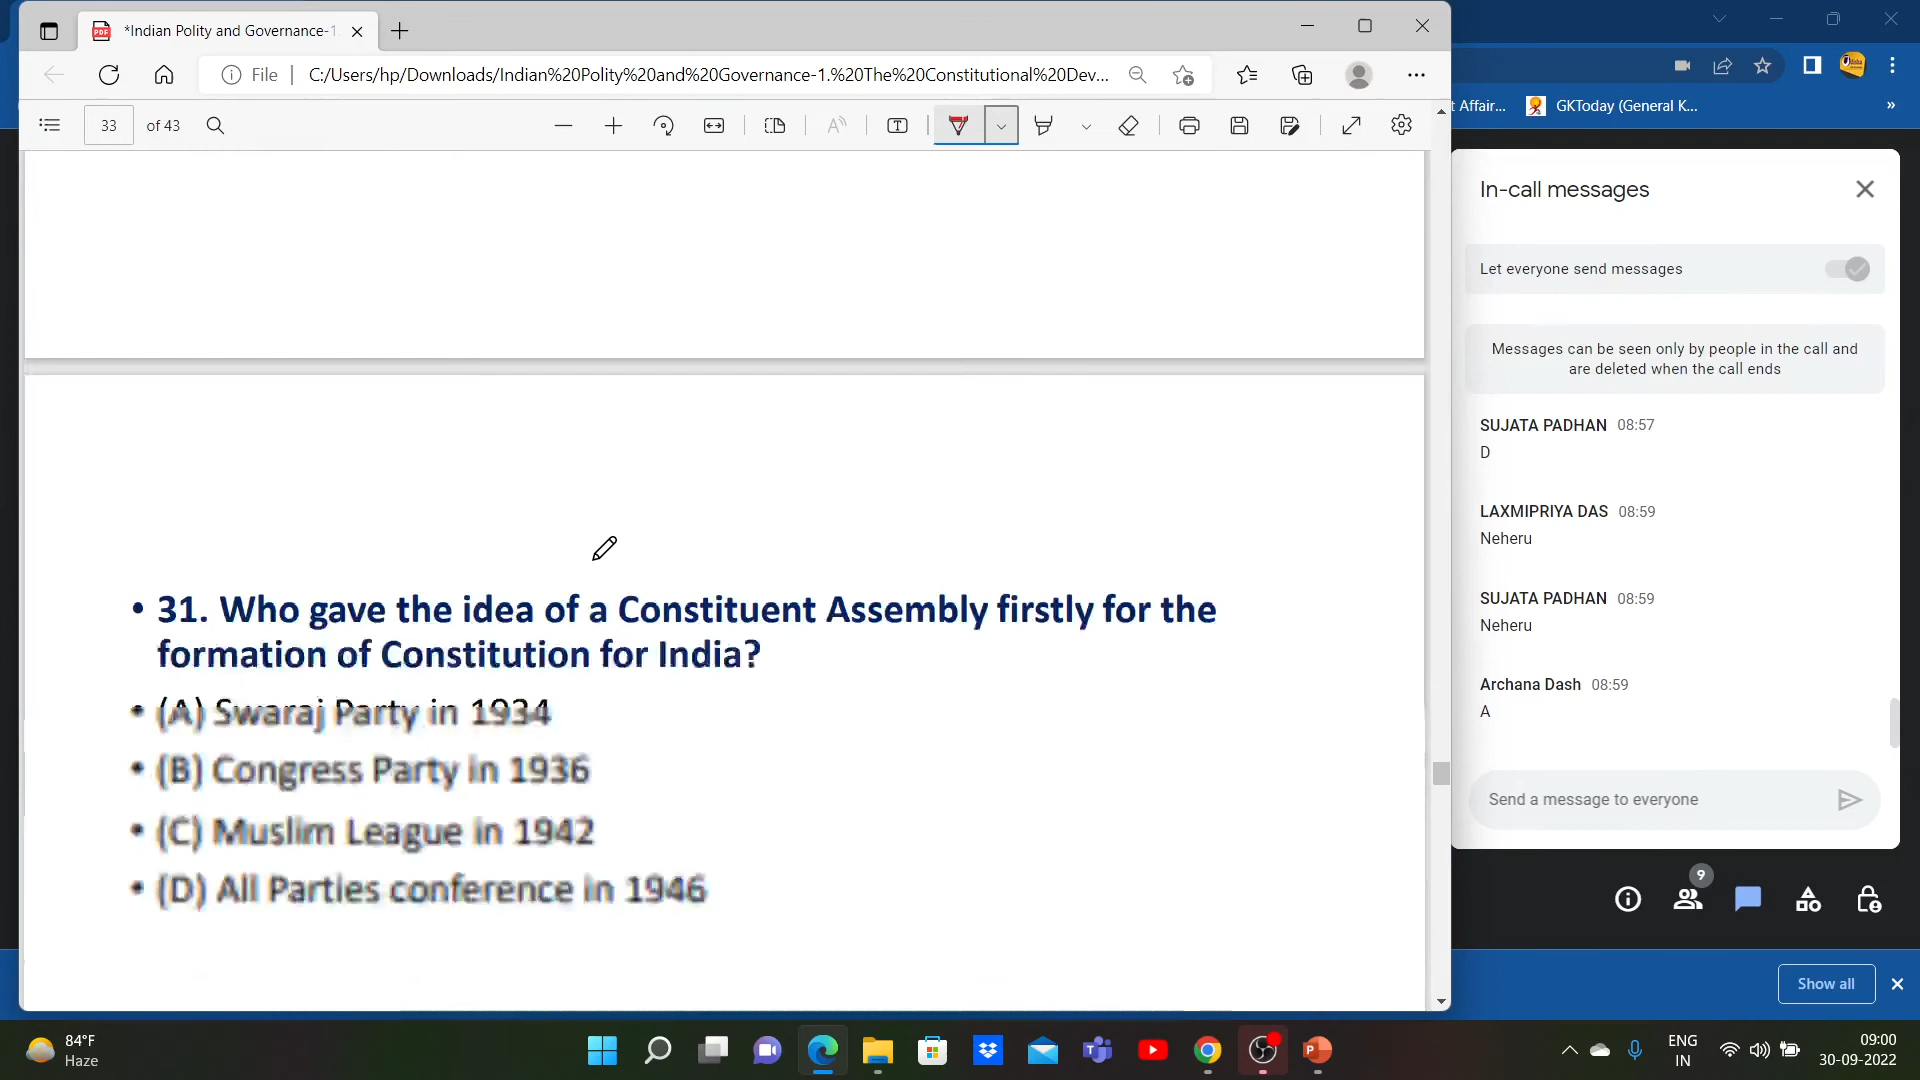 *Indian Polity and Governance-1
File
C:/Users/hp/Downloads/Indian%20Polity%20and%20Governance-1.%20The%20Constitutional%20Dev...
33 of 43
t Affair...
GKToday (General K...
»
In-call messages
Let everyone send messages
Messages can be seen only by people in the call and
are deleted when the call ends
SUJATA PADHAN 08:57
D
LAXMIPRIYA DAS 08:59
Neheru
SUJATA PADHAN 08:59
Neheru
Archana Dash 08:59
A
Send a message to everyone
9
Show all
• 31. Who gave the idea of a Constituent Assembly firstly for the
formation of Constitution for India?
• (A) Swaraj Party in 1934
• (B) Congress Party in 1936
• (C) Muslim League in 1942
• (D) All Parties conference in 1946
84°F
Haze
ENG
IN
09:00
30-09-2022